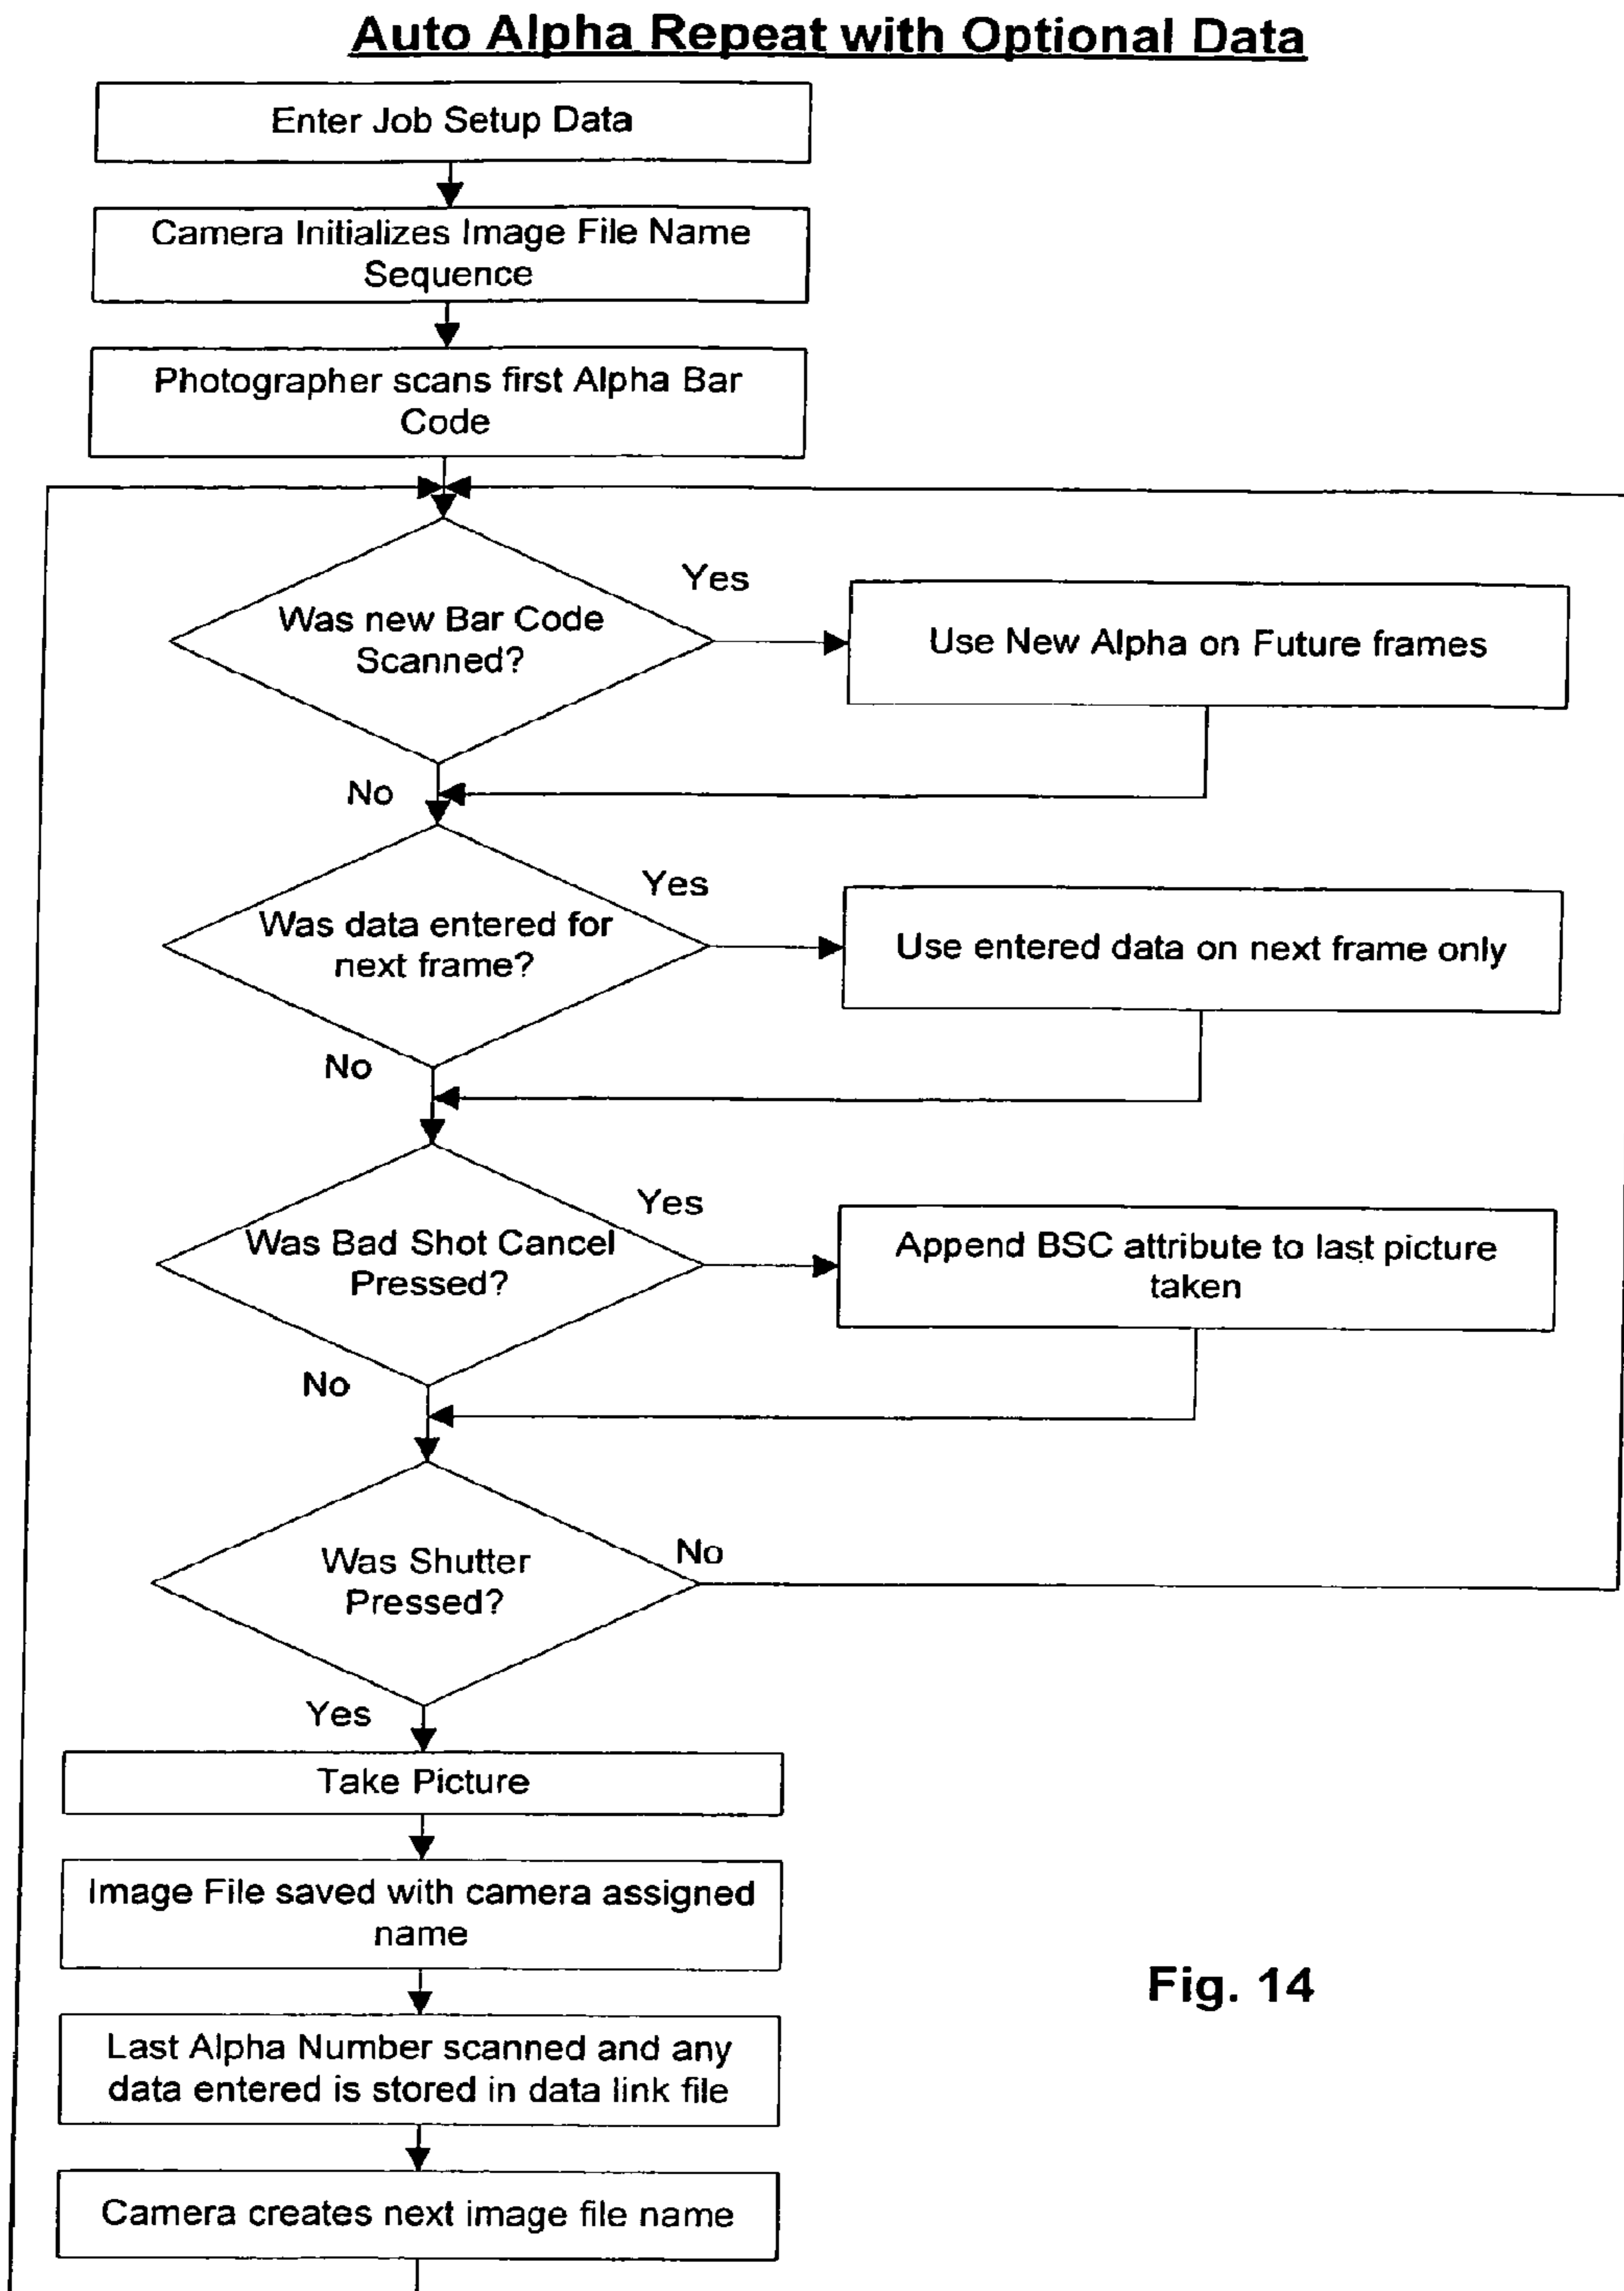 Auto Alpha Repeat with Optional Data
Enter Job Setup Data
Camera Initializes Image File Name
Sequence
Photographer scans first Alpha Bar
Code
Was new Bar Code
Scanned?
Yes
Use New Alpha on Future frames
No
Was data entered for
next frame?
Yes
Use entered data on next frame only
No
Was Bad Shot Cancel
Pressed?
Yes
Append BSC attribute to last picture
taken
No
Was Shutter
Pressed?
No
Yes
Take Picture
Image File saved with camera assigned
name
Last Alpha Number scanned and any
data entered is stored in data link file
Camera creates next image file name
Fig. 14